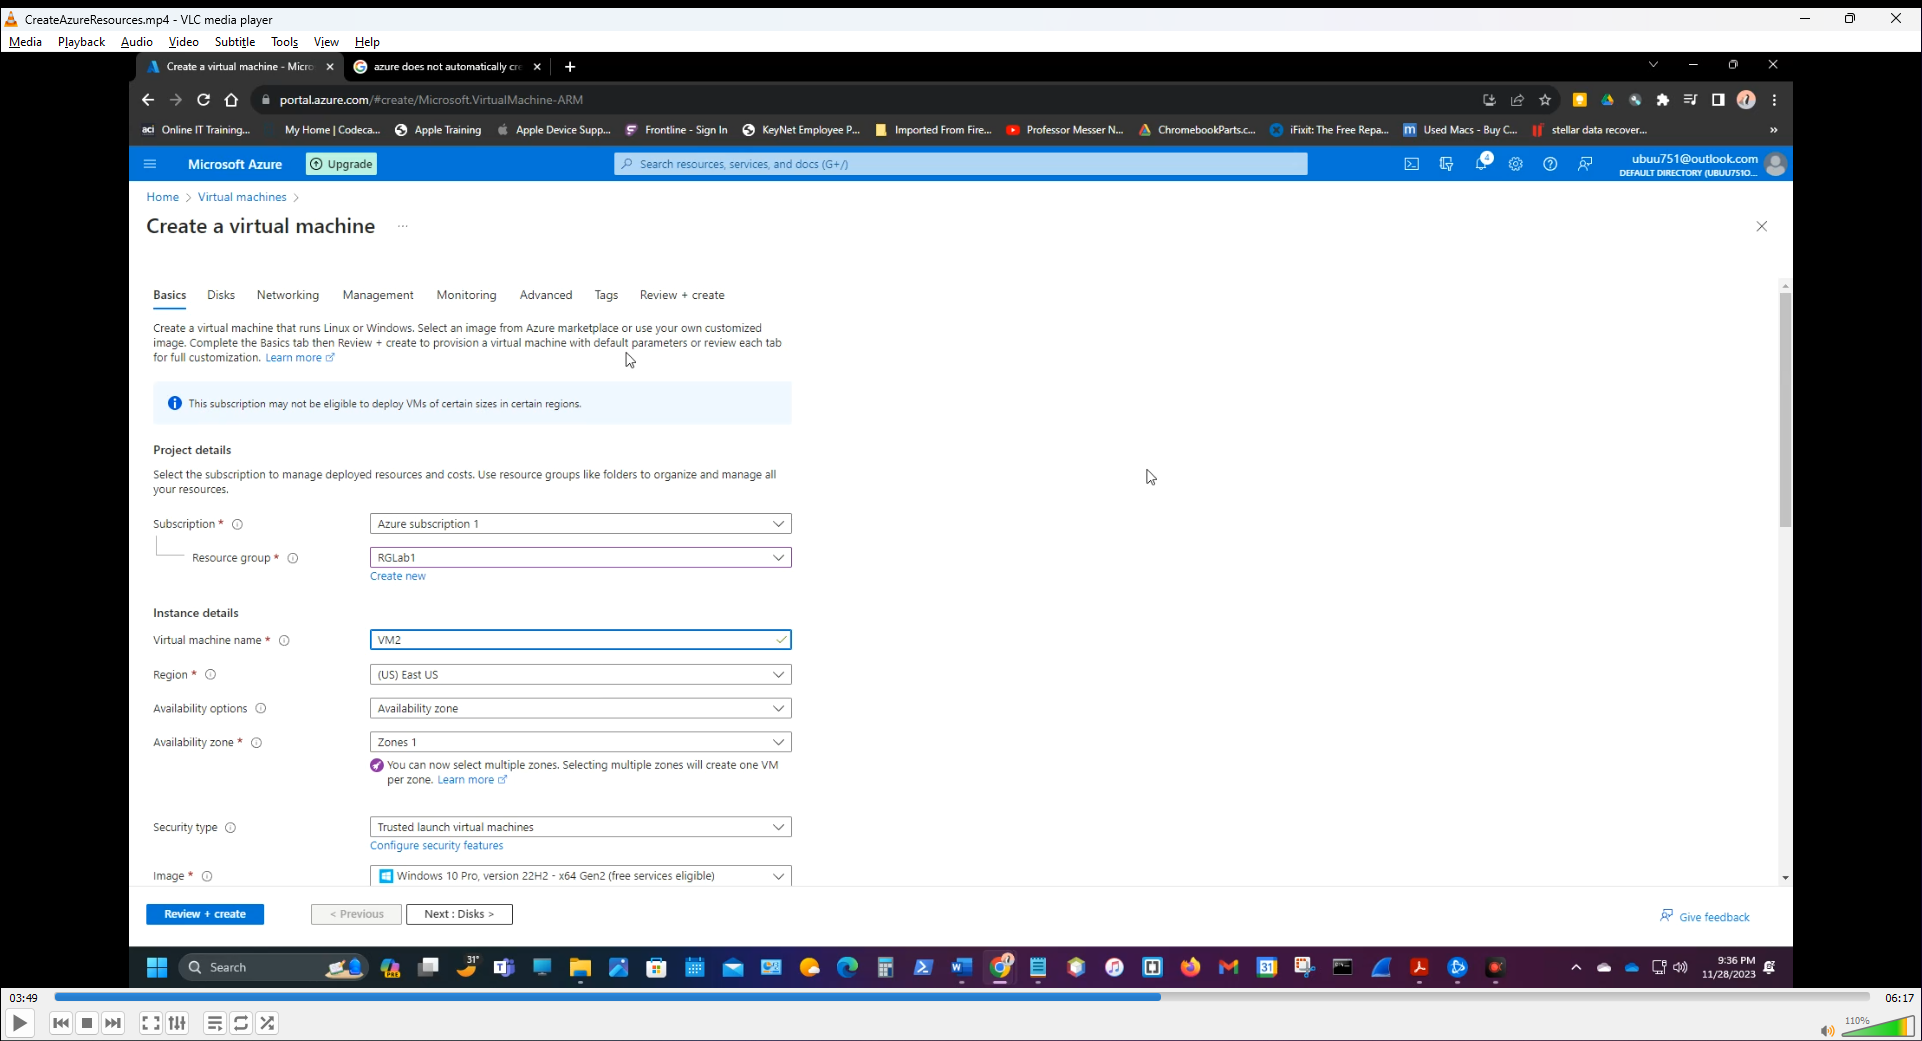 CreateAzureResources.mp4 - VLC media player
Media Playback Audio Video Subtitle Tools View Help
Create a virtual machine - Micro
azure does not automatically cre
portal.azure.com/#create/Microsoft.VirtualMachine-ARM
Online IT Training... My Home | Codeca... Apple Training Apple Device Supp... Frontline - Sign In KeyNet Employee P... Imported From Fire... Professor Messer N... ChromebookParts.c... iFixit: The Free Repa... Used Macs - Buy C... stellar data recover... »
Microsoft Azure Upgrade Search resources, services, and docs (G+/) 4 ubuu751@outlook.com
DEFAULT DIRECTORY (UBUU751O...
Home > Virtual machines >
Create a virtual machine ...
Basics Disks Networking Management Monitoring Advanced Tags Review + create
Create a virtual machine that runs Linux or Windows. Select an image from Azure marketplace or use your own customized
image. Complete the Basics tab then Review + create to provision a virtual machine with default parameters or review each tab
for full customization. Learn more
This subscription may not be eligible to deploy VMs of certain sizes in certain regions.
Project details
Select the subscription to manage deployed resources and costs. Use resource groups like folders to organize and manage all
your resources.
Subscription * Azure subscription 1
Resource group * RGLab1
Create new
Instance details
Virtual machine name * VM2
Region * (US) East US
Availability options Availability zone
Availability zone * Zones 1
You can now select multiple zones. Selecting multiple zones will create one VM
per zone. Learn more
Security type Trusted launch virtual machines
Configure security features
Image * Windows 10 Pro, version 22H2 - x64 Gen2 (free services eligible)
Review + create < Previous Next : Disks > Give feedback
Search 31° 9:36 PM
11/28/2023
03:49 06:17
110%